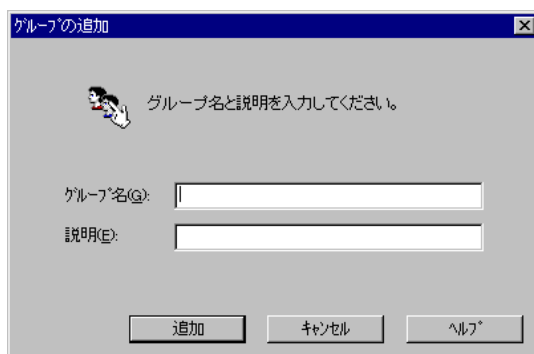 ｸﾞﾙｰﾌﾟの追加
グループ名と説明を入力してください。
ｸﾞﾙｰﾌﾟ名(G):
説明(E):
追加
ｷｬﾝｾﾙ
ﾍﾙﾌﾟ